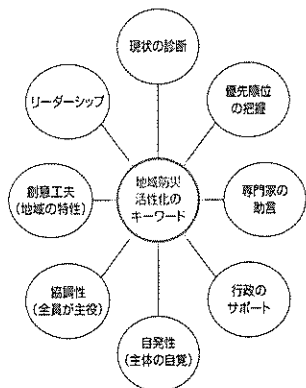 現状の診断
優先順位
の把握
専門家の
助言
行政の
サポート
自発性
(主体の自覚)
協調性
(全員が主役)
創意工夫
(地域の特性)
リーダーシップ
地域防災
活性化の
キーワード